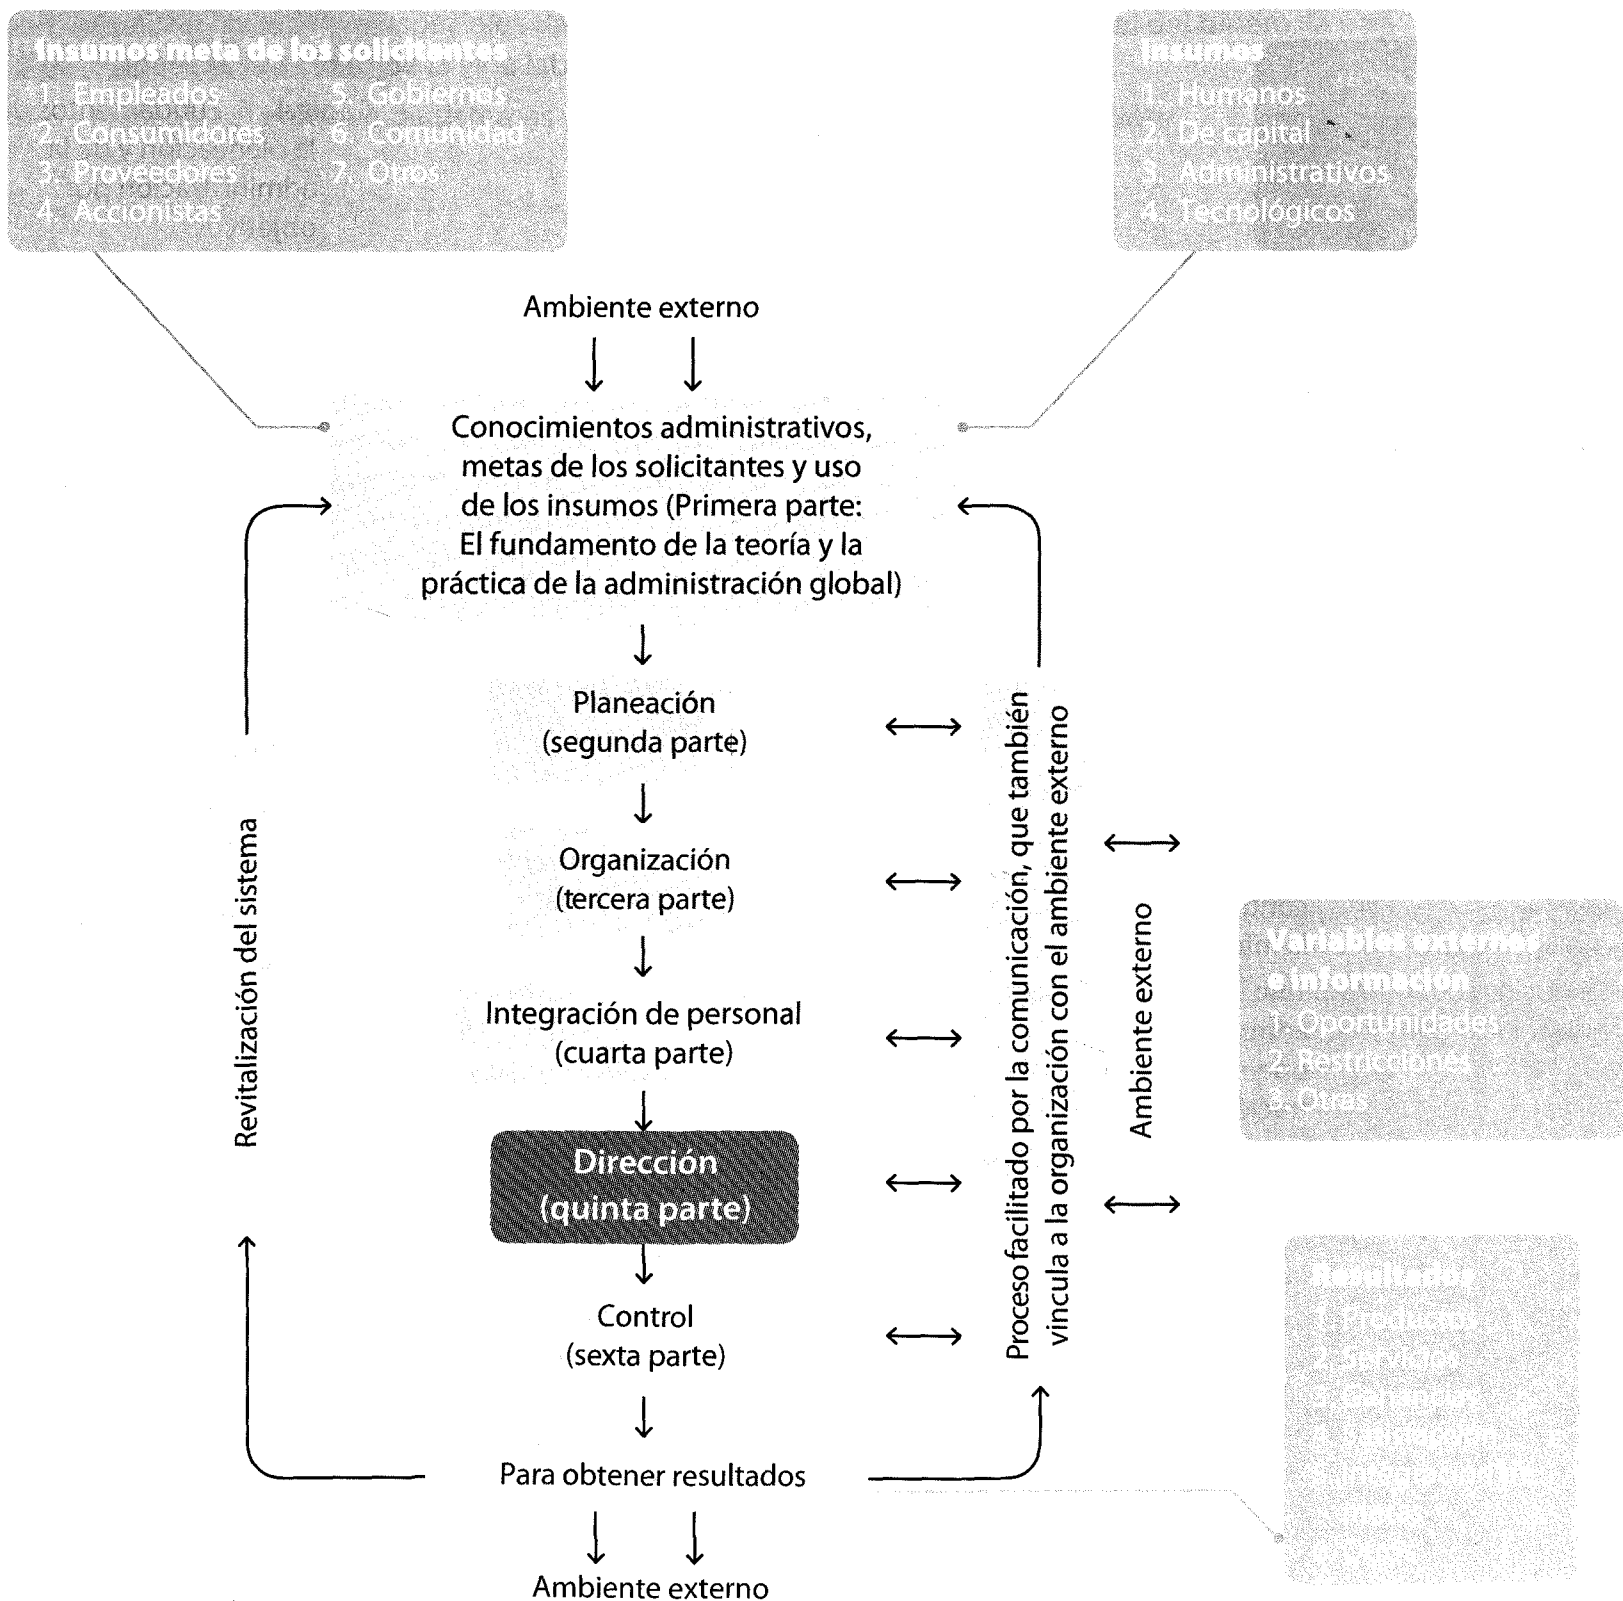 Insumos meta de los solicitantes
1. Empleados
2. Consumidores
3. Proveedores
4. Accionistas
5. Gobiernos
6. Comunidad
7. Otros
Insumos
1. Humanos
2. De capital
3. Administrativos
4. Tecnológicos
Ambiente externo
Conocimientos administrativos,
metas de los solicitantes y uso
de los insumos (Primera parte:
El fundamento de la teoría y la
práctica de la administración global)
Planeación
(segunda parte)
Organización
(tercera parte)
Integración de personal
(cuarta parte)
Dirección
(quinta parte)
Control
(sexta parte)
Para obtener resultados
Ambiente externo
Revitalización del sistema
Proceso facilitado por la comunicación, que también
vincula a la organización con el ambiente externo
Ambiente externo
Variables externas
e información
1. Oportunidades
2. Restricciones
3. Otras
Resultados
1. Productos
2. Servicios
3. Ganancias
4. Satisfacción